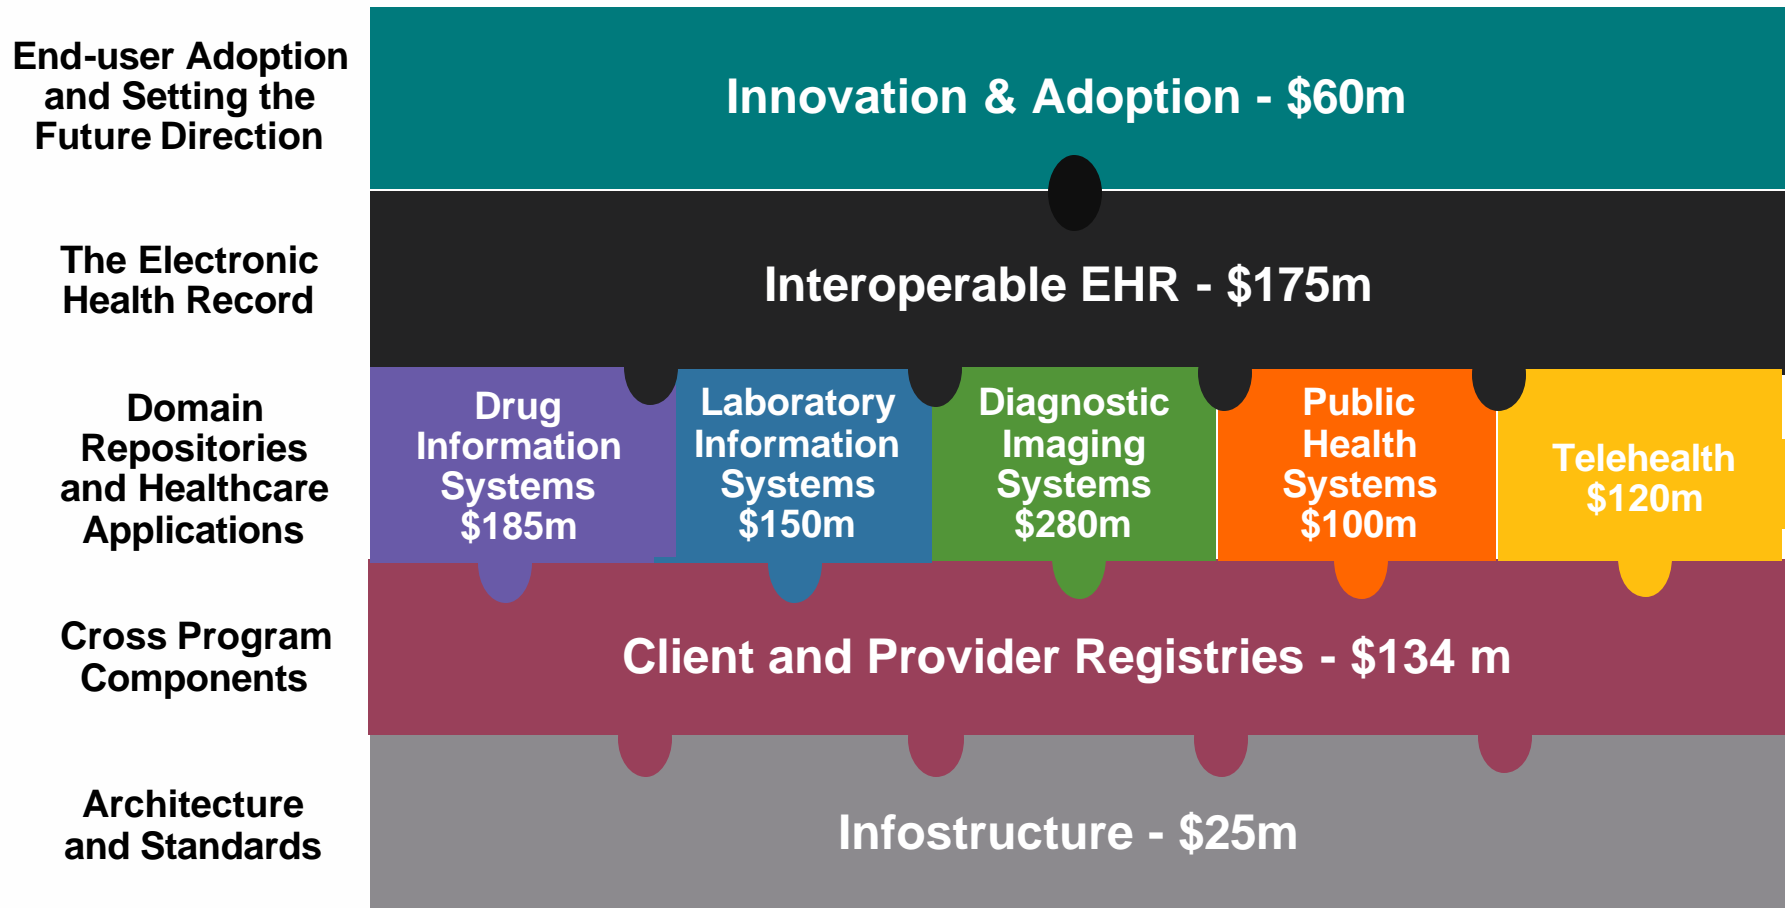 End-user Adoption
and Setting the
Future Direction
Innovation & Adoption - $60m
The Electronic
Health Record
Interoperable EHR - $175m
Domain
Repositories
and Healthcare
Applications
Drug
Information
Systems
$185m
Laboratory
Information
Systems
$150m
Diagnostic
Imaging
Systems
$280m
Public
Health
Systems
$100m
Telehealth
$120m
Cross Program
Components
Client and Provider Registries - $134 m
Architecture
and Standards
Infostructure - $25m